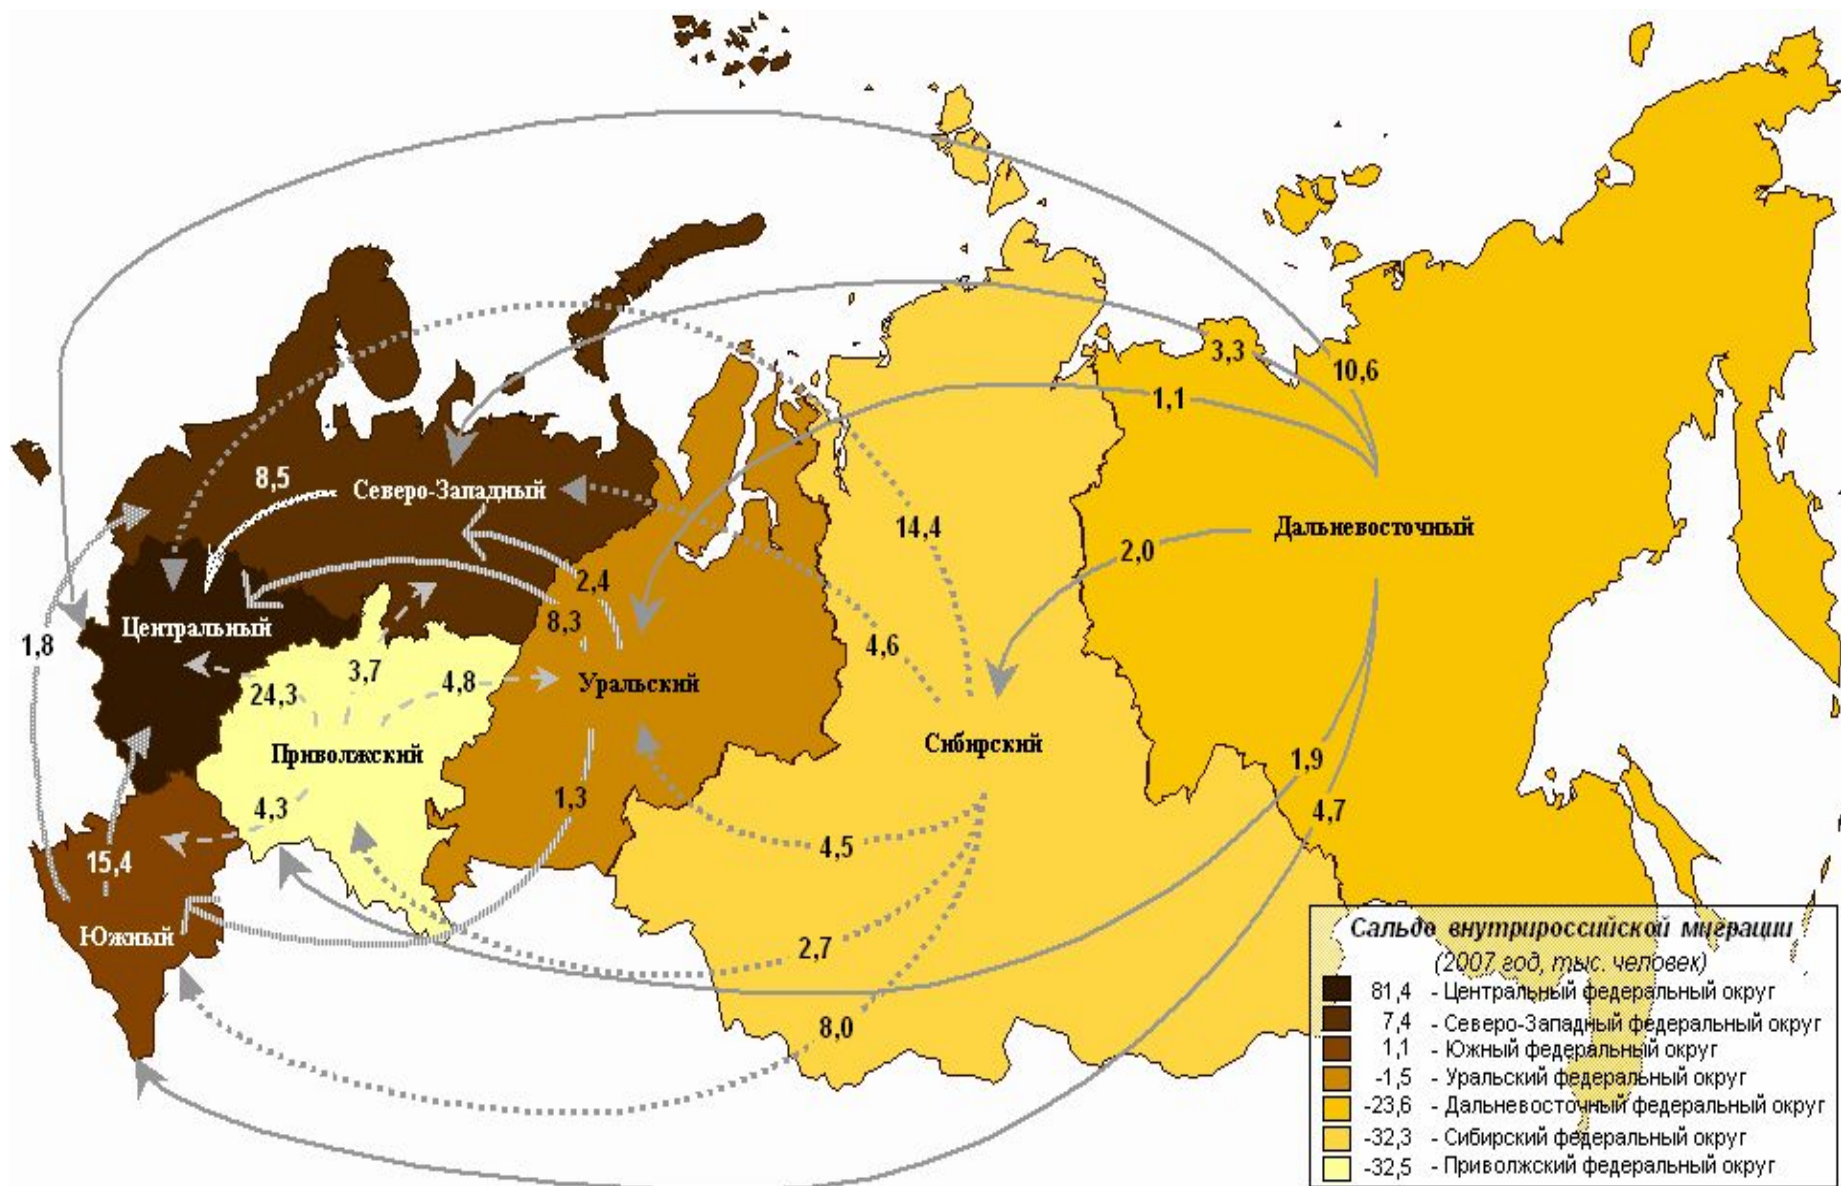 3,3
10,6
1,1
8,5
Северо-Западный
14,4
Дальневосточный
2,0
2,4
8,3
Центральный
1,8
4,6
3,7
4,8
24,3
Уральский
Приволжский
Сибирский
1,9
4,3
1,3
4,7
4,5
15,4
Южный
2,7
8,0
Сальдо внутрироссийской миграции
(2007 год, тыс. человек)
81,4 - Центральный федеральный округ
7,4 - Северо-Западный федеральный округ
1,1 - Южный федеральный округ
-1,5 - Уральский федеральный округ
-23,6 - Дальневосточный федеральный округ
-32,3 - Сибирский федеральный округ
-32,5 - Приволжский федеральный округ